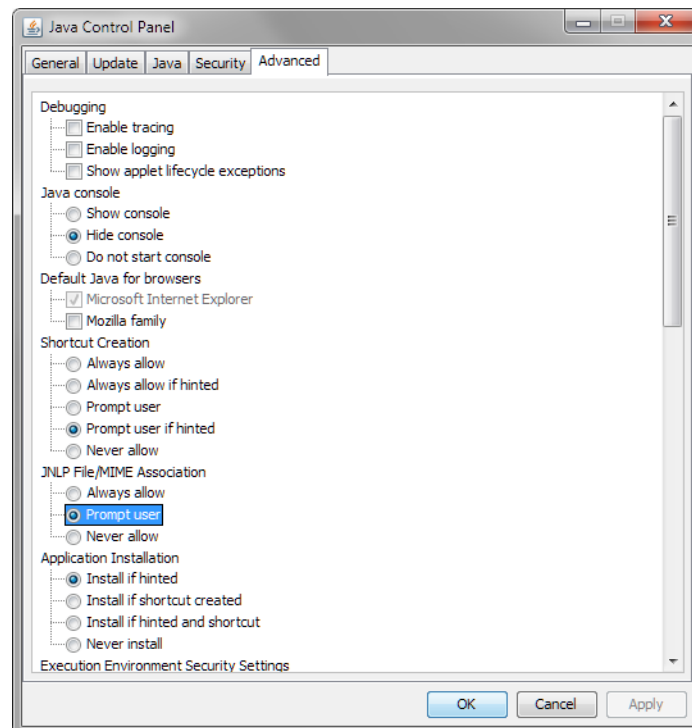 Java Control Panel
General Update Java Security Advanced
Debugging
Enable tracing
Enable logging
Show applet lifecycle exceptions
Java console
Show console
Hide console
Do not start console
Default Java for browsers
Microsoft Internet Explorer
Mozilla family
Shortcut Creation
Always allow
Always allow if hinted
Prompt user
Prompt user if hinted
Never allow
JNLP File/MIME Association
Always allow
Prompt user
Never allow
Application Installation
Install if hinted
Install if shortcut created
Install if hinted and shortcut
Never install
Execution Environment Security Settings
OK Cancel Apply